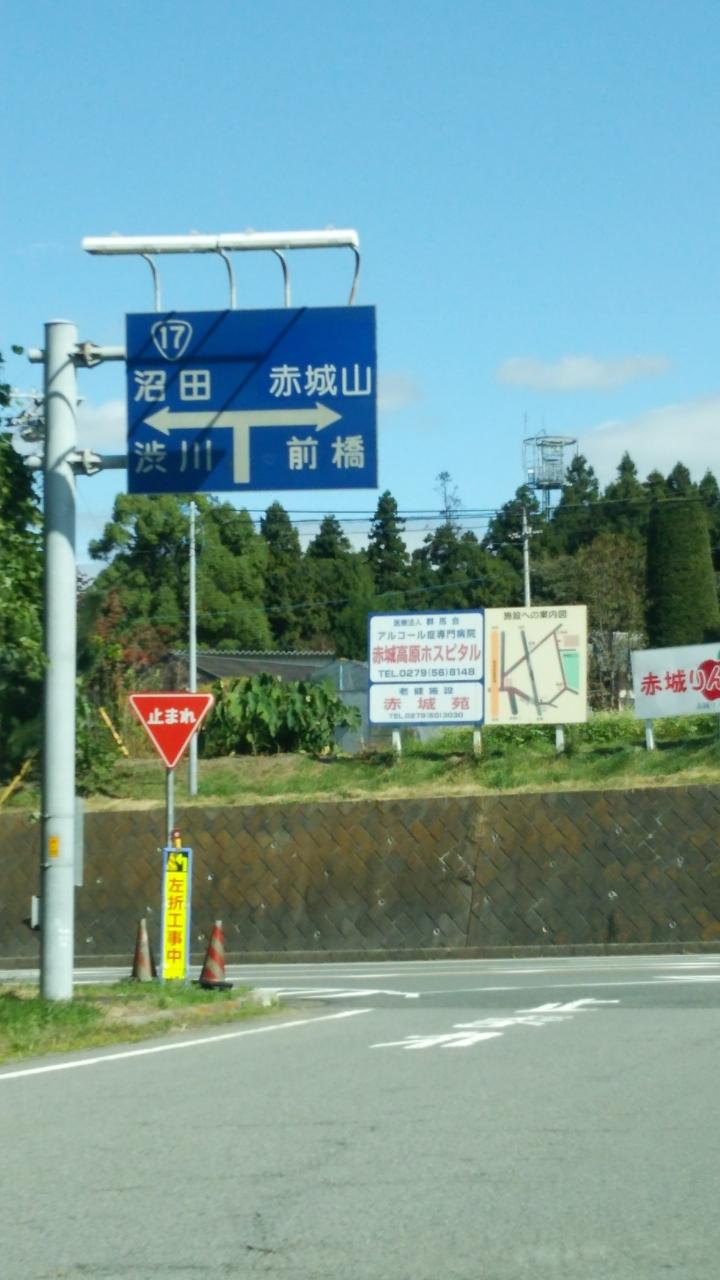 17
沼田 赤城山
渋川 前橋
医療法人 群馬会
アルコール症専門病院
赤城高原ホスピタル
TEL.0279(56)8148
老健施設
赤城苑
TEL.0279(60)3030
施設への案内図
赤城りん
止まれ
左折工事中
止まれ